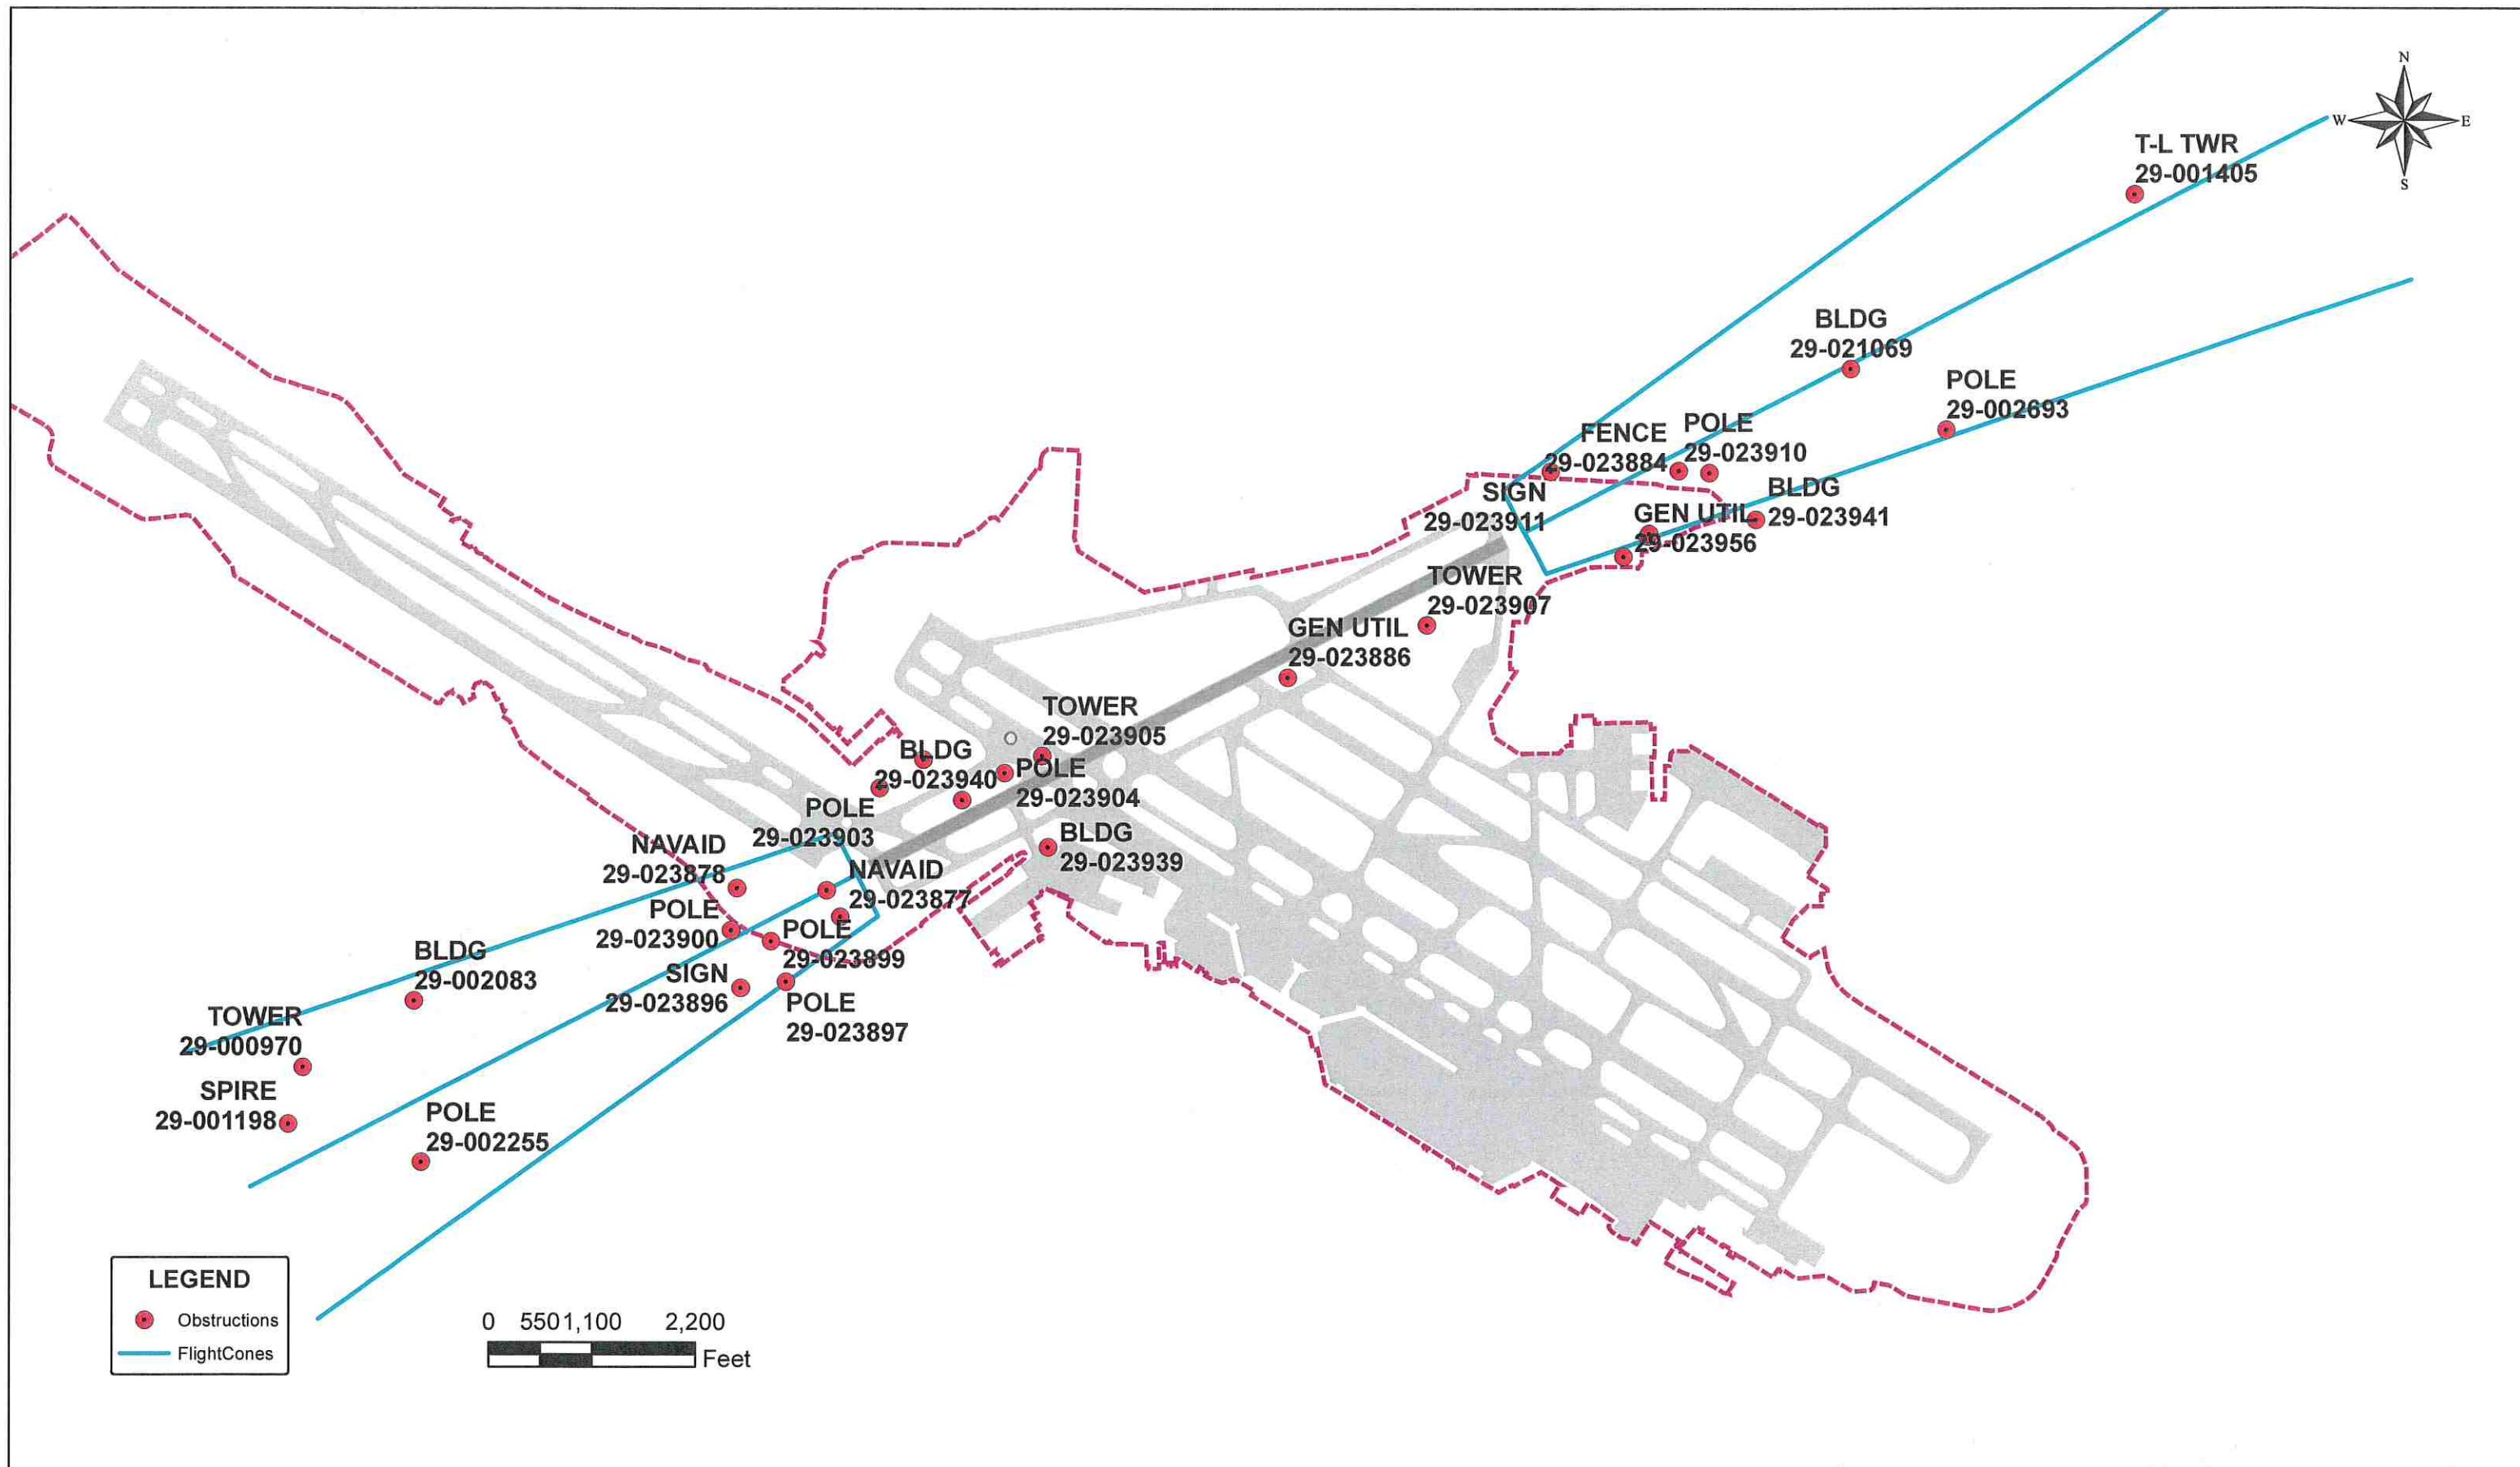 N
W
E
S
T-L TWR
29-001405
BLDG
29-021069
POLE
29-002693
FENCE
29-023884
POLE
29-023910
SIGN
29-023911
BLDG
29-023941
GEN UTIL
29-023956
TOWER
29-023907
GEN UTIL
29-023886
TOWER
29-023905
BLDG
29-023940
POLE
29-023904
POLE
29-023903
BLDG
29-023939
NAVAID
29-023878
NAVAID
29-023877
POLE
29-023900
POLE
29-023899
BLDG
29-002083
SIGN
29-023896
POLE
29-023897
TOWER
29-000970
SPIRE
29-001198
POLE
29-002255
LEGEND
Obstructions
FlightCones
0 550 1,100 2,200
Feet